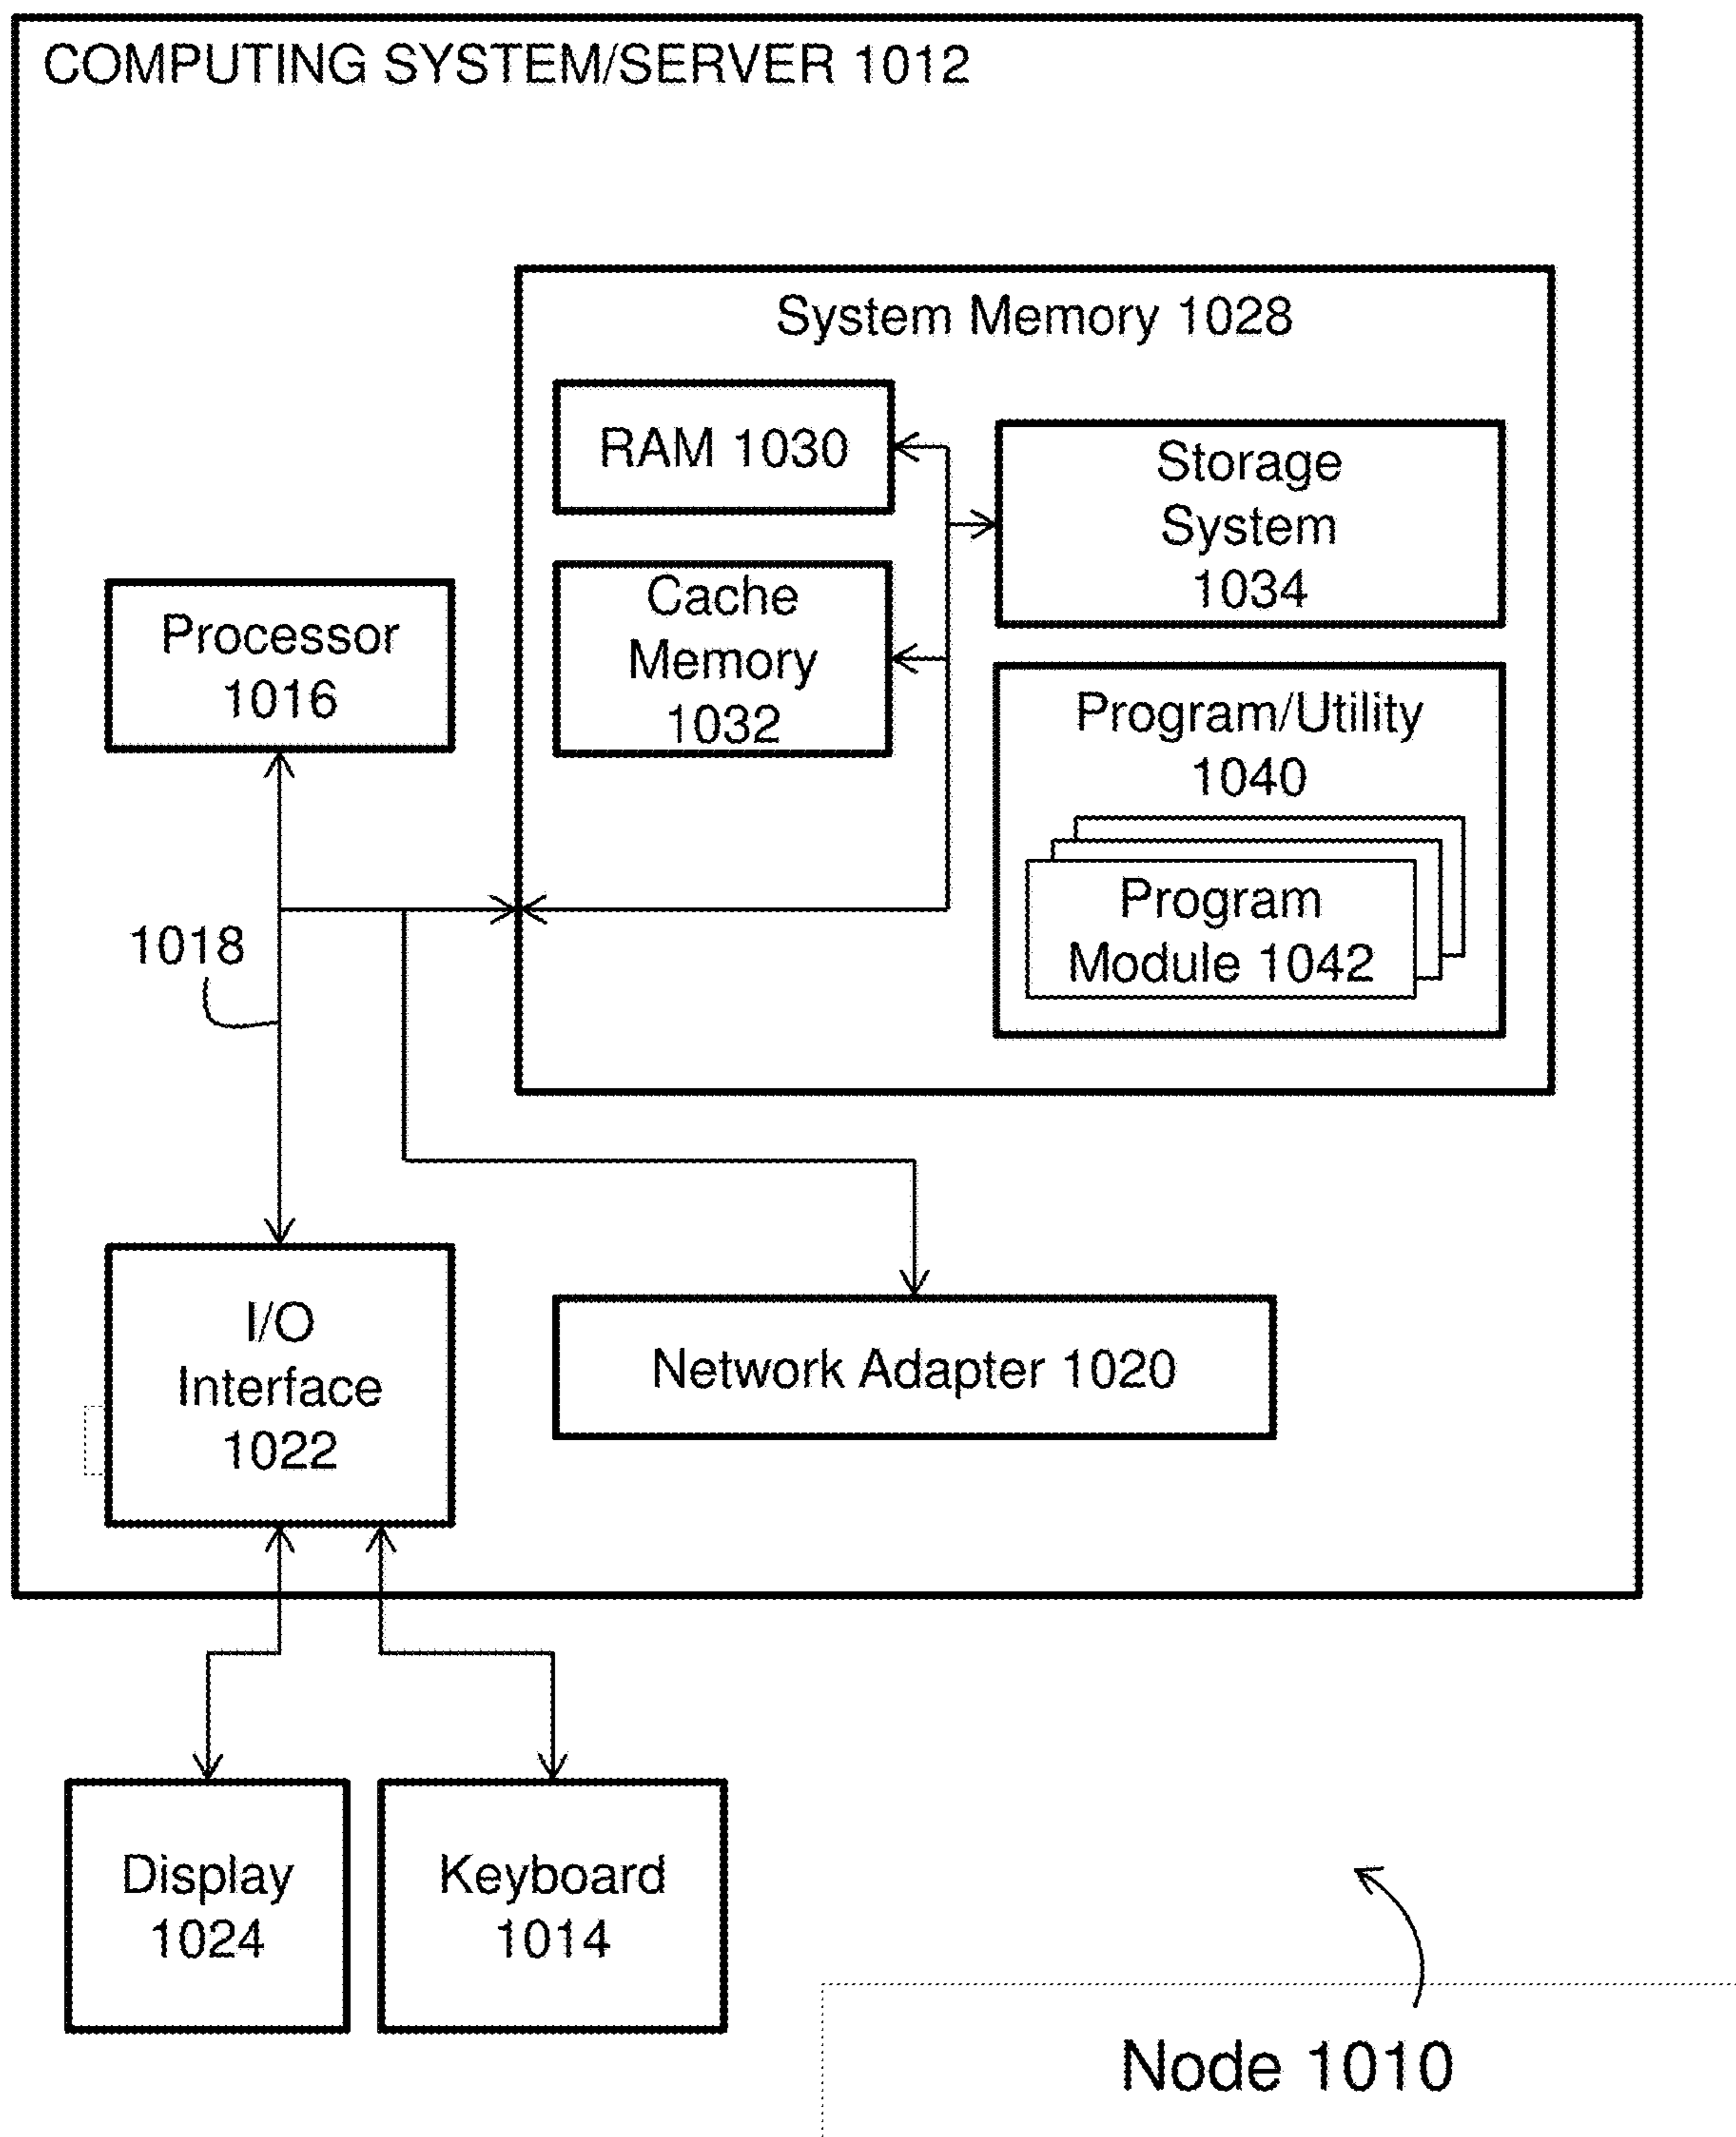 COMPUTING SYSTEM/SERVER 1012
System Memory 1028
RAM 1030
Storage
System
1034
Cache
Memory
1032
Processor
1016
Program/Utility
1040
Program
Module 1042
1018
I/O
Interface
1022
Network Adapter 1020
Display
1024
Keyboard
1014
Node 1010